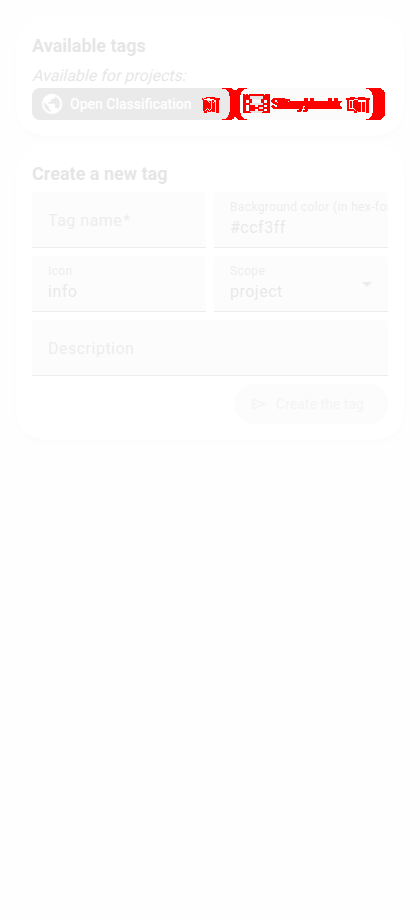 Available tags
Available for projects:
Open Classification
Create a new tag
Tag name*
Background color (in hex-fo
#ccf3ff
Icon
info
Scope
project
Description
Create the tag